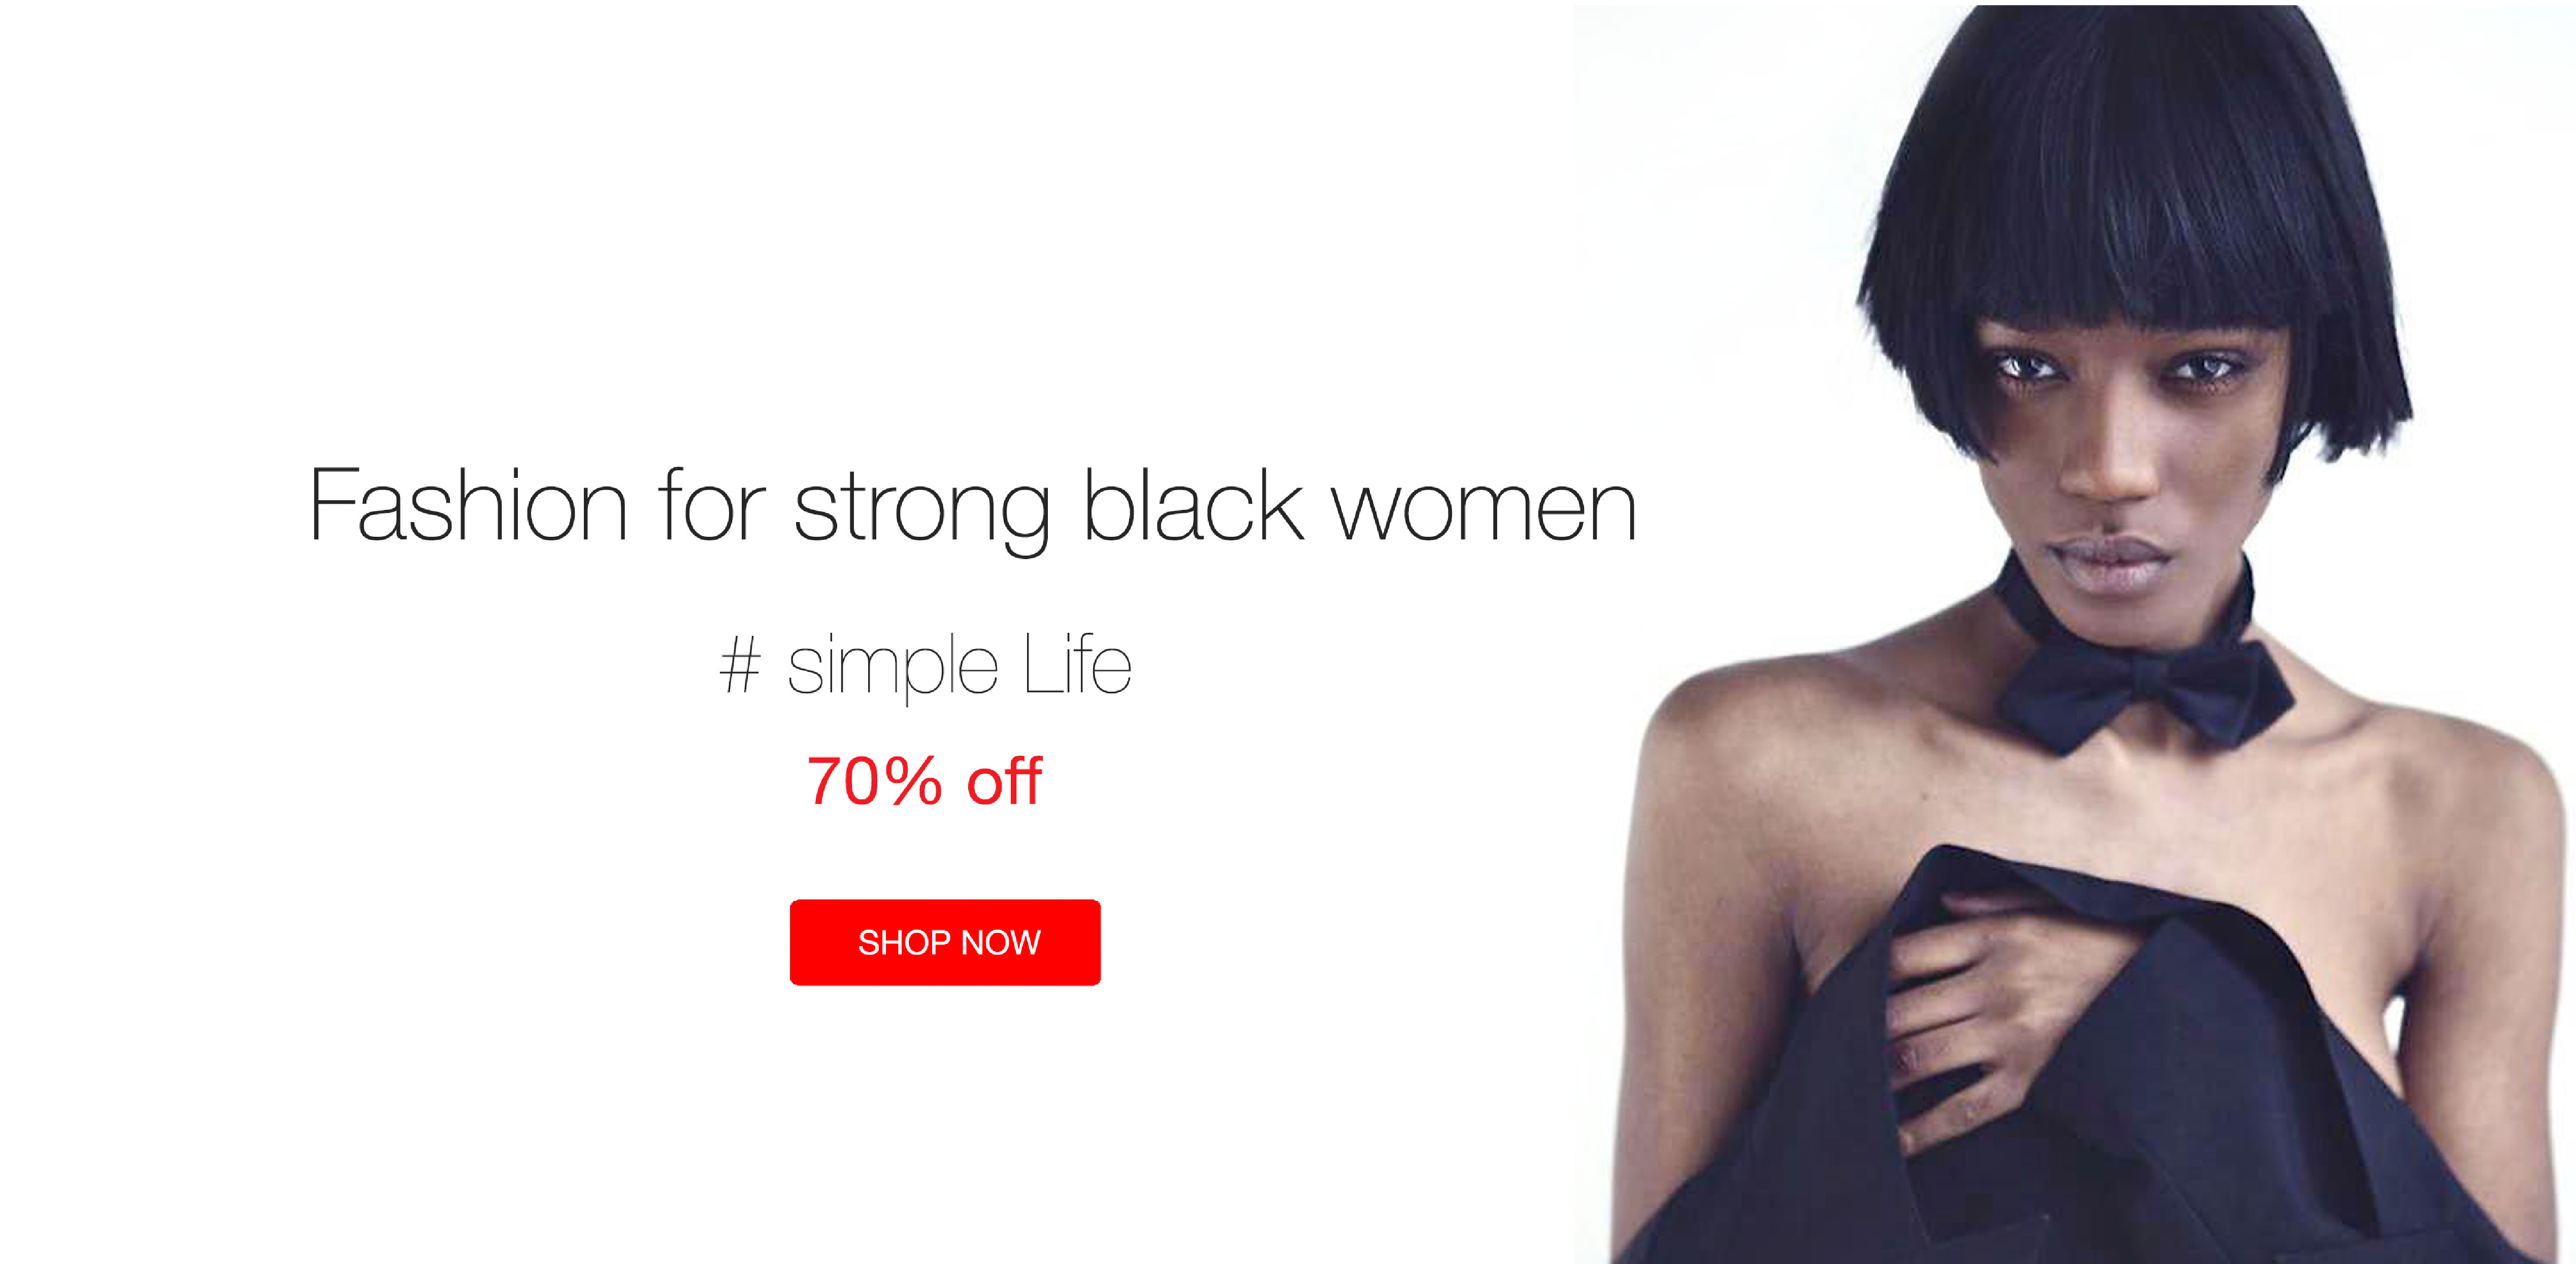 Fashion for strong black women
# simple Life
70% off
SHOP NOW